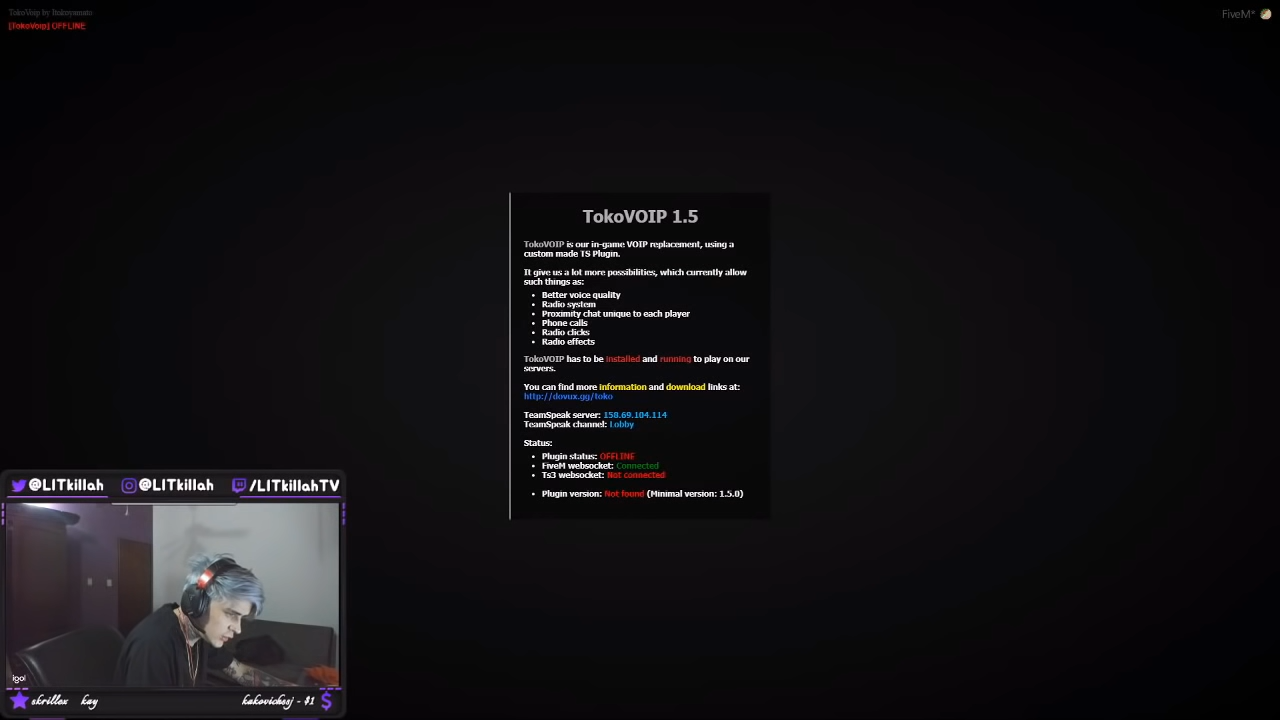 TokoVoip by Itokoyamato
[TokoVoip] OFFLINE
FiveM*
TokoVOIP 1.5
TokoVOIP is our in-game VOIP replacement, using a
custom made TS Plugin.
It give us a lot more possibilities, which currently allow
such things as:
• Better voice quality
• Radio system
• Proximity chat unique to each player
• Phone calls
• Radio clicks
• Radio effects
TokoVOIP has to be installed and running to play on our
servers.
You can find more information and download links at:
http://dovux.gg/toko
TeamSpeak server: 158.69.104.114
TeamSpeak channel: Lobby
Status:
• Plugin status: OFFLINE
• FiveM websocket: Connected
• Ts3 websocket: Not connected
• Plugin version: Not found (Minimal version: 1.5.0)
@LITkillah @LITkillah /LITkillahTV
igol
skrillex kay kakovichssj - $1 $